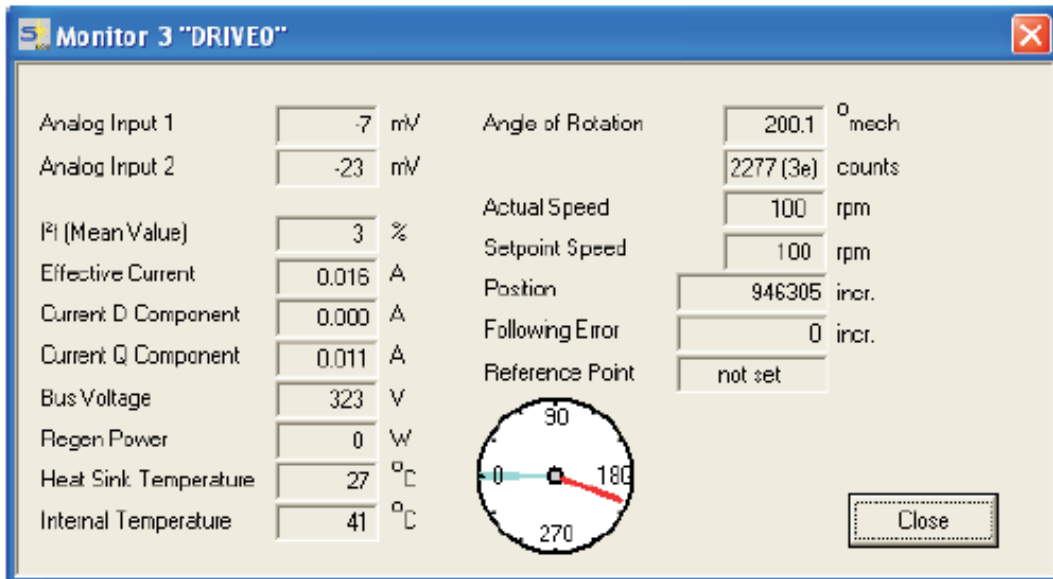 Monitor 3 "DRIVE0"
Analog Input 1 -7 mV
Analog Input 2 -23 mV
I²t (Mean Value) 3 %
Effective Current 0.016 A
Current D Component 0.000 A
Current Q Component 0.011 A
Bus Voltage 323 V
Regen Power 0 W
Heat Sink Temperature 27 °C
Internal Temperature 41 °C
Angle of Rotation 200.1 °mech
2277 (3e) counts
Actual Speed 100 rpm
Setpoint Speed 100 rpm
Position 946305 incr.
Following Error 0 incr.
Reference Point not set
90
0 180
270
Close